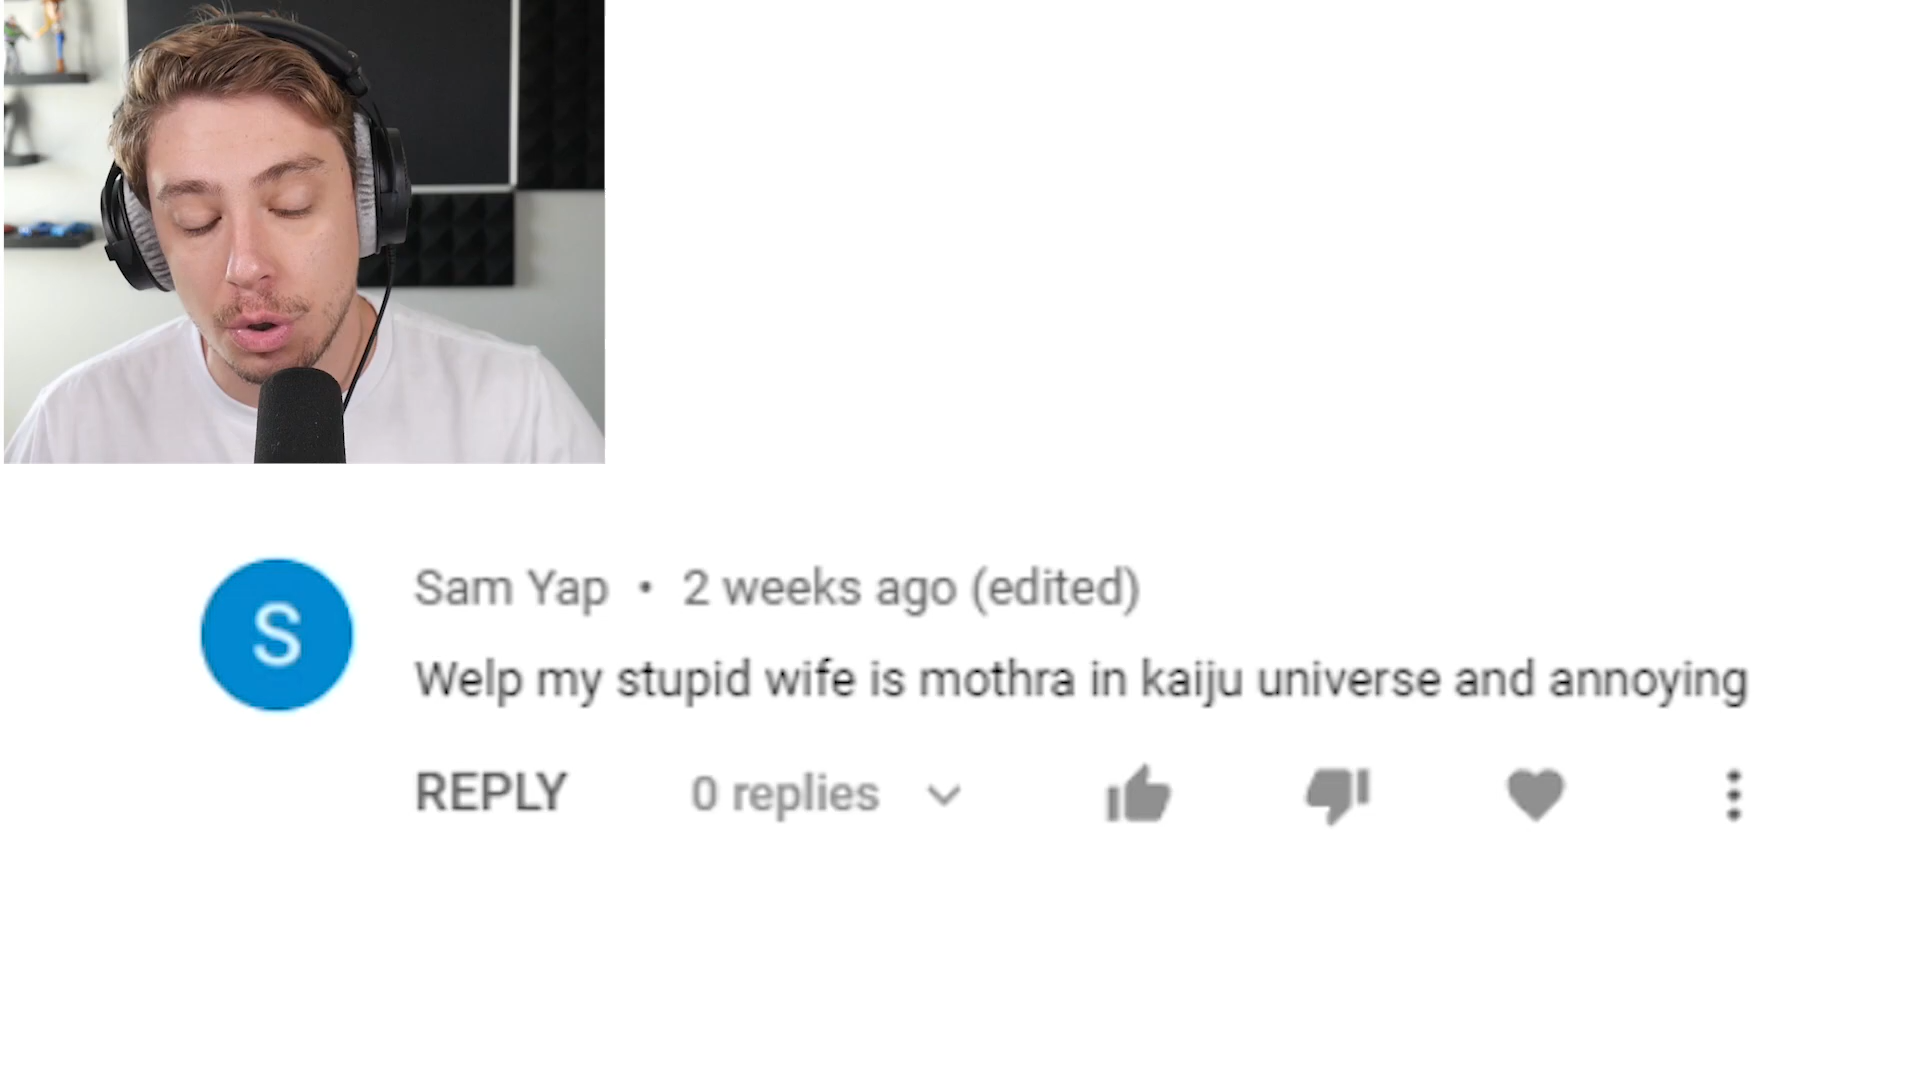 S
Sam Yap • 2 weeks ago (edited)
Welp my stupid wife is mothra in kaiju universe and annoying
REPLY 0 replies